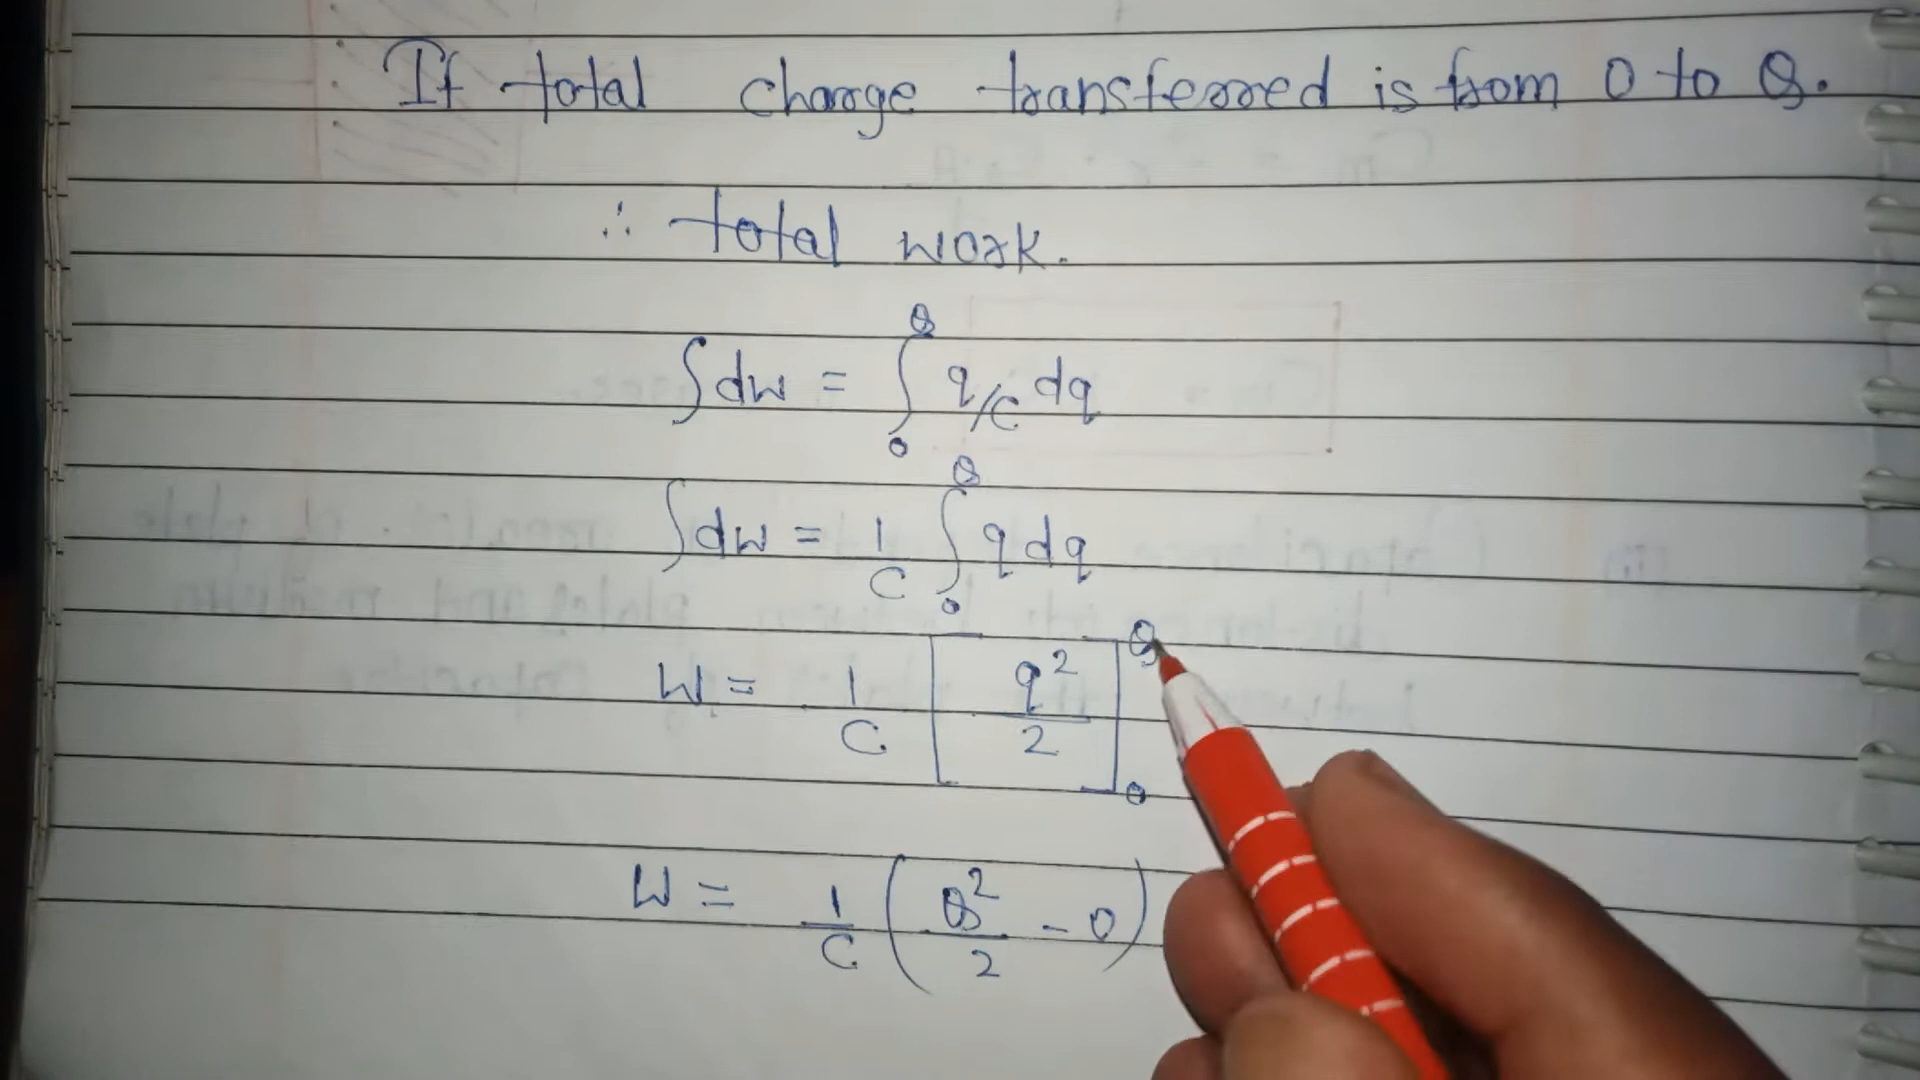 If total charge transferred is from 0 to Q.
∴ total work.
∫dw = ∫₀^Q q/C dq
∫dw = 1/C ∫₀^Q q dq
W = 1/C [q²/2]₀^Q
W = 1/C (Q²/2 - 0)